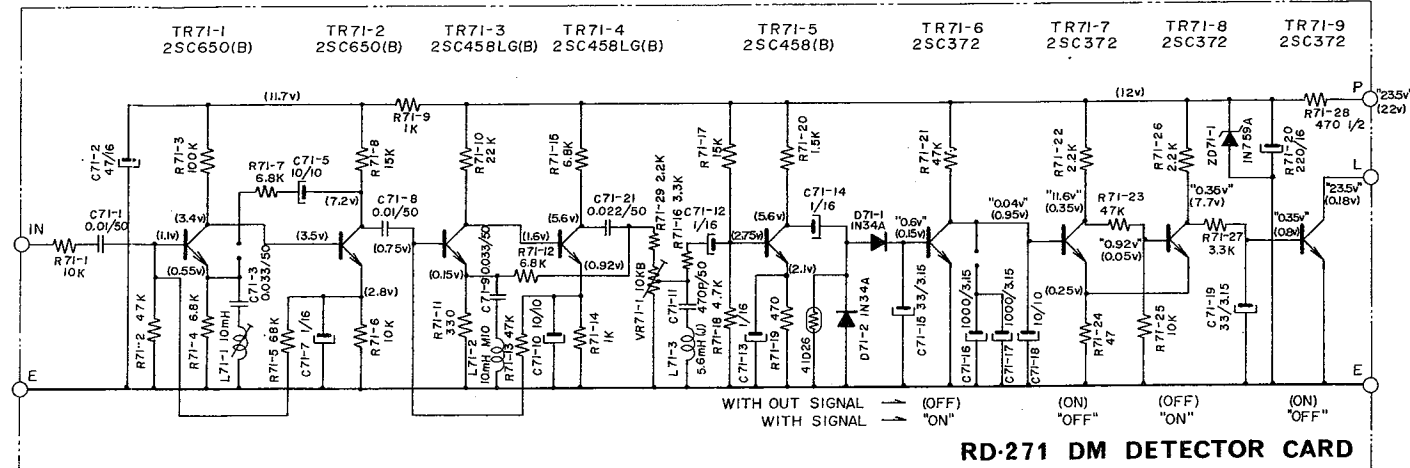 TR71-1
2SC650(B)
TR71-2
2SC650(B)
TR71-3
2SC458LG(B)
TR71-4
2SC458LG(B)
TR71-5
2SC458(B)
TR71-6
2SC372
TR71-7
2SC372
TR71-8
2SC372
TR71-9
2SC372
(11.7v)
R71-9
1K
(12v)
R71-28
470 1/2
P
"23.5v"
(22v)
C71-2
47/16
R71-3
100K
R71-7
6.8K
C71-5
10/10
R71-8
15K
R71-10
22K
R71-15
6.8K
R71-17
15K
R71-20
1.5K
R71-21
47K
R71-22
2.2K
R71-26
2.2K
ZD71-1
1N759A
C71-20
220/16
L
C71-1
0.01/50
IN
R71-1
10K
(1.1v)
(3.4v)
(0.55v)
C71-3
0.033/50
(7.2v)
(3.5v)
(2.8v)
C71-8
0.01/50
(0.75v)
(0.15v)
(1.6v)
(5.6v)
(0.92v)
C71-21
0.022/50
R71-12
6.8K
C71-9
0.033/50
R71-29 2.2K
R71-16 3.3K
C71-12
1/16
(2.75v)
(5.6v)
(2.1v)
C71-14
1/16
D71-1
1N34A
"0.6v"
(0.15v)
"0.04v"
(0.95v)
"11.6v"
(0.35v)
R71-23
47K
"0.92v"
(0.05v)
(0.25v)
"0.35v"
(7.7v)
R71-27
3.3K
"0.35v"
(0.8v)
"23.5v"
(0.18v)
R71-2 4.7K
R71-4 6.8K
L71-1 10mH
R71-5 68K
C71-7 1/16
R71-6
10K
R71-11
330
L71-2
10mH M10
R71-13 47K
C71-10 10/10
R71-14
1K
VR71-1 10KB
C71-11
470P/50
L71-3
5.6mH(J)
R71-18 4.7K
C71-13 1/16
R71-19 470
41D26
D71-2 1N34A
C71-15 33/3.15
C71-16 1000/3.15
C71-17 1000/3.15
C71-18 10/10
R71-24
47
R71-25
10K
C71-19
33/3.15
E
E
WITH OUT SIGNAL → (OFF) (ON) (OFF) (ON)
WITH SIGNAL → "ON" "OFF" "ON" "OFF"
RD·271 DM DETECTOR CARD